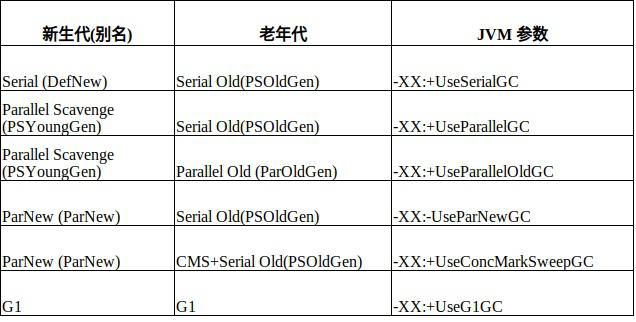 新生代(别名) 老年代 JVM 参数
Serial (DefNew) Serial Old(PSOldGen) -XX:+UseSerialGC
Parallel Scavenge
(PSYoungGen) Serial Old(PSOldGen) -XX:+UseParallelGC
Parallel Scavenge
(PSYoungGen) Parallel Old (ParOldGen) -XX:+UseParallelOldGC
ParNew (ParNew) Serial Old(PSOldGen) -XX:-UseParNewGC
ParNew (ParNew) CMS+Serial Old(PSOldGen) -XX:+UseConcMarkSweepGC
G1 G1 -XX:+UseG1GC